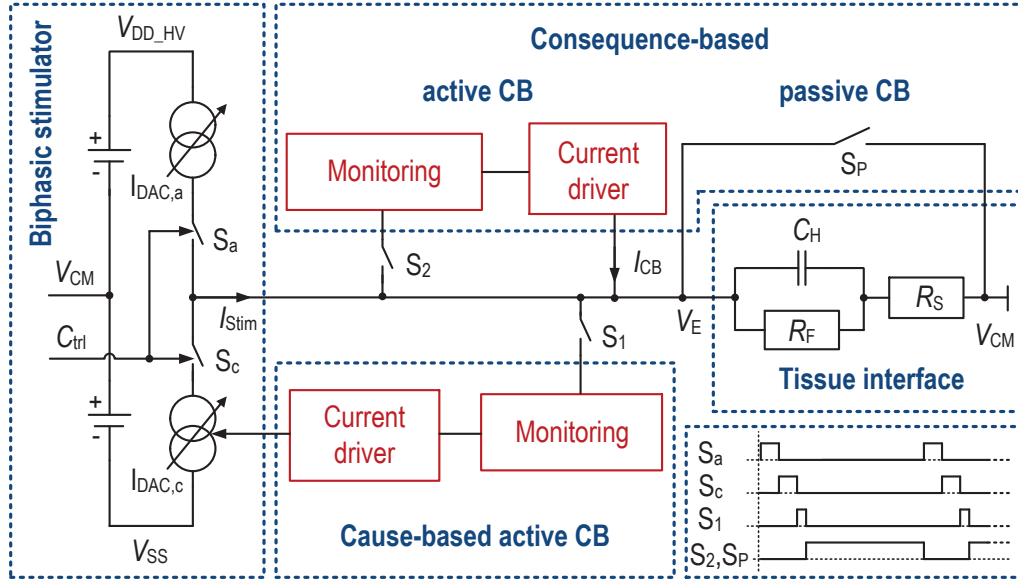 Biphasic stimulator
V_DD_HV
+
-
I_DAC,a
S_a
V_CM
C_trl
I_Stim
S_c
+
-
I_DAC,c
V_SS
Consequence-based
active CB
passive CB
Monitoring
Current
driver
S_P
S_2
I_CB
C_H
R_F
R_S
V_E
V_CM
S_1
Tissue interface
Current
driver
Monitoring
Cause-based active CB
S_a
S_c
S_1
S_2,S_P